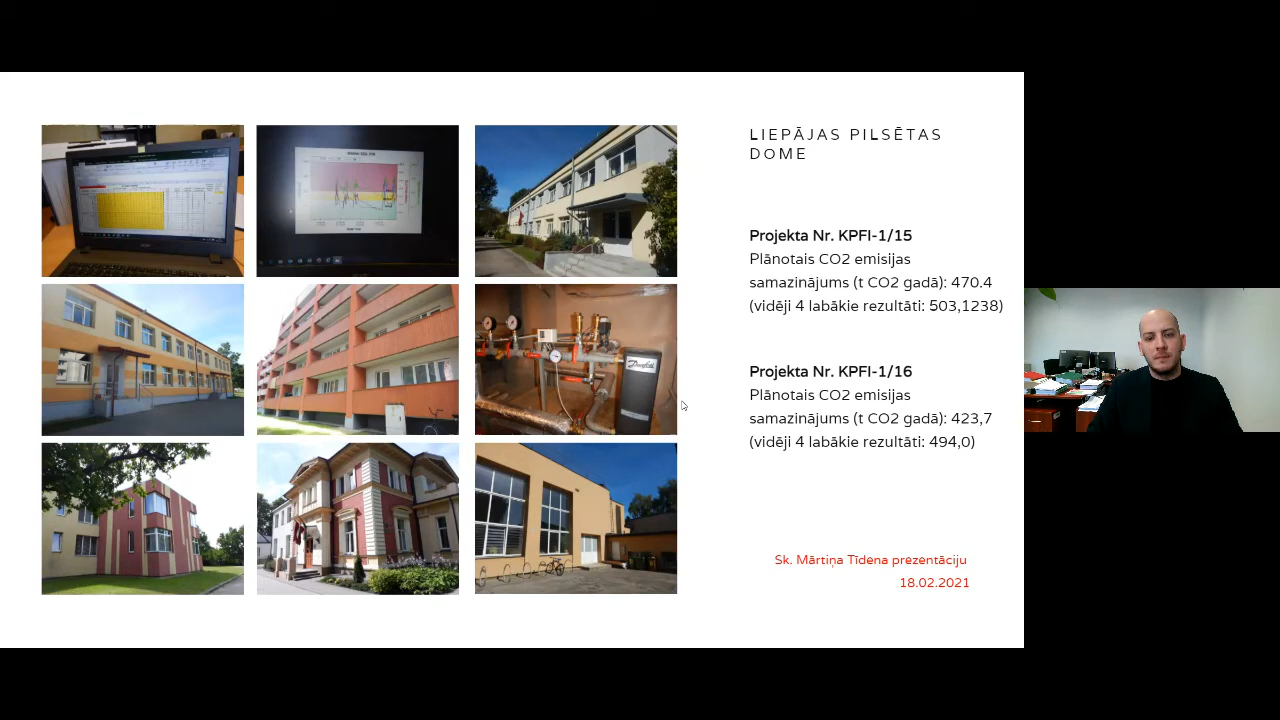 LIEPĀJAS PILSĒTAS
DOME
Projekta Nr. KPFI-1/15
Plānotais CO2 emisijas
samazinājums (t CO2 gadā): 470.4
(vidēji 4 labākie rezultāti: 503,1238)
Projekta Nr. KPFI-1/16
Plānotais CO2 emisijas
samazinājums (t CO2 gadā): 423,7
(vidēji 4 labākie rezultāti: 494,0)
Sk. Mārtiņa Tīdena prezentāciju
18.02.2021
Danfoss